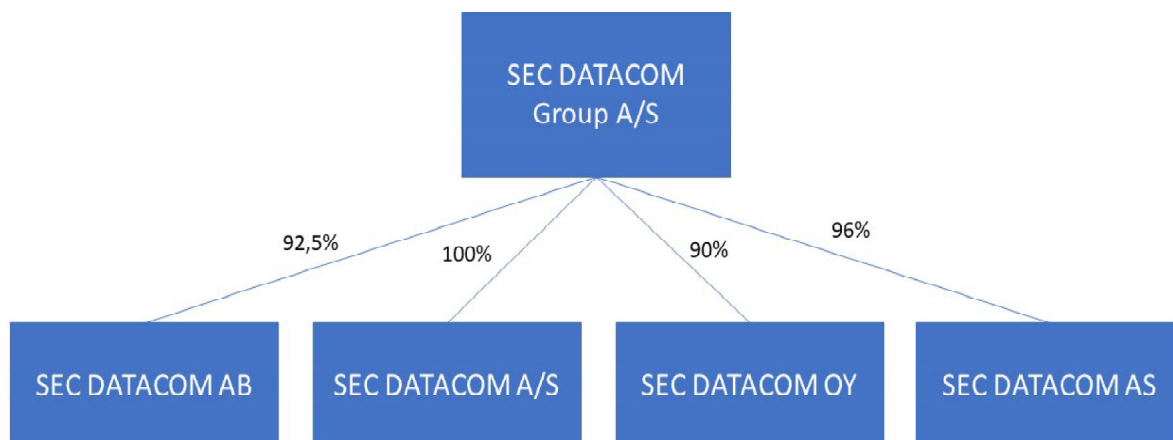 SEC DATACOM
Group A/S
92,5%
100%
90%
96%
SEC DATACOM AB
SEC DATACOM A/S
SEC DATACOM OY
SEC DATACOM AS